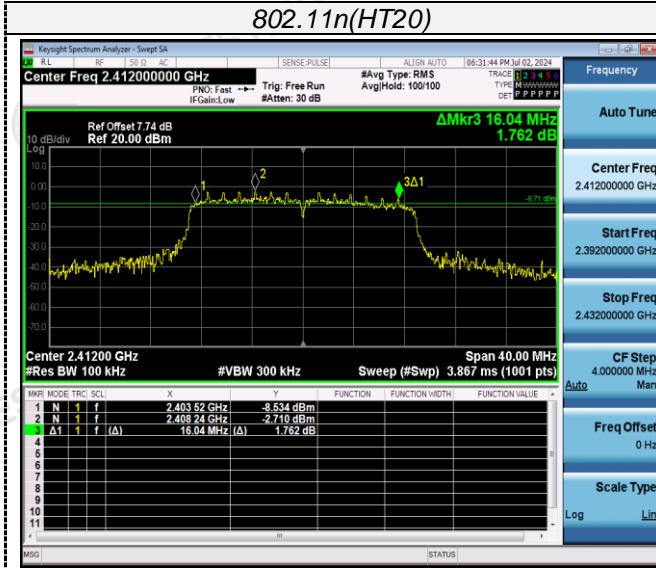 802.11n(HT20)
Keysight Spectrum Analyzer - Swept SA
RL RF 50 Ω AC SENSE:PULSE ALIGN AUTO 06:31:44 PM Jul 02, 2024
Center Freq 2.412000000 GHz
PNO: Fast
IFGain:Low
Trig: Free Run
#Atten: 30 dB
#Avg Type: RMS
Avg|Hold: 100/100
TRACE 1 2 3 4 5 6
TYPE M W W W W W
DET P P P P P P
Frequency
Auto Tune
Center Freq
2.412000000 GHz
Start Freq
2.392000000 GHz
Stop Freq
2.432000000 GHz
CF Step
4.000000 MHz
Auto Man
Freq Offset
0 Hz
Scale Type
Log Lin
ΔMkr3 16.04 MHz
1.762 dB
Ref Offset 7.74 dB
10 dB/div Ref 20.00 dBm
Log
10.0
0.00
-10.0
-20.0
-30.0
-40.0
-50.0
-60.0
-70.0
1
2
3Δ1
-8.71 dBm
Center 2.41200 GHz Span 40.00 MHz
#Res BW 100 kHz #VBW 300 kHz Sweep (#Swp) 3.867 ms (1001 pts)
MKR MODE TRC SCL X Y FUNCTION FUNCTION WIDTH FUNCTION VALUE
1 N 1 f 2.403 52 GHz -8.534 dBm
2 N 1 f 2.408 24 GHz -2.710 dBm
3 Δ1 1 f (Δ) 16.04 MHz (Δ) 1.762 dB
4
5
6
7
8
9
10
11
MSG STATUS